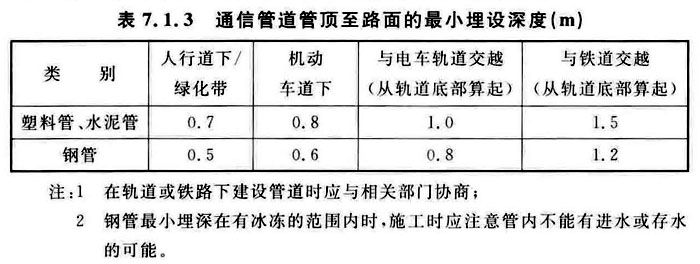 表 7.1.3 通信管道管顶至路面的最小埋设深度(m)
类 别 人行道下/绿化带 机动车道下 与电车轨道交越(从轨道底部算起) 与铁道交越(从轨道底部算起)
塑料管、水泥管 0.7 0.8 1.0 1.5
钢管 0.5 0.6 0.8 1.2
注:1 在轨道或铁路下建设管道时应与相关部门协商;
2 钢管最小埋深在有冰冻的范围内时,施工时应注意管内不能有进水或存水
的可能。